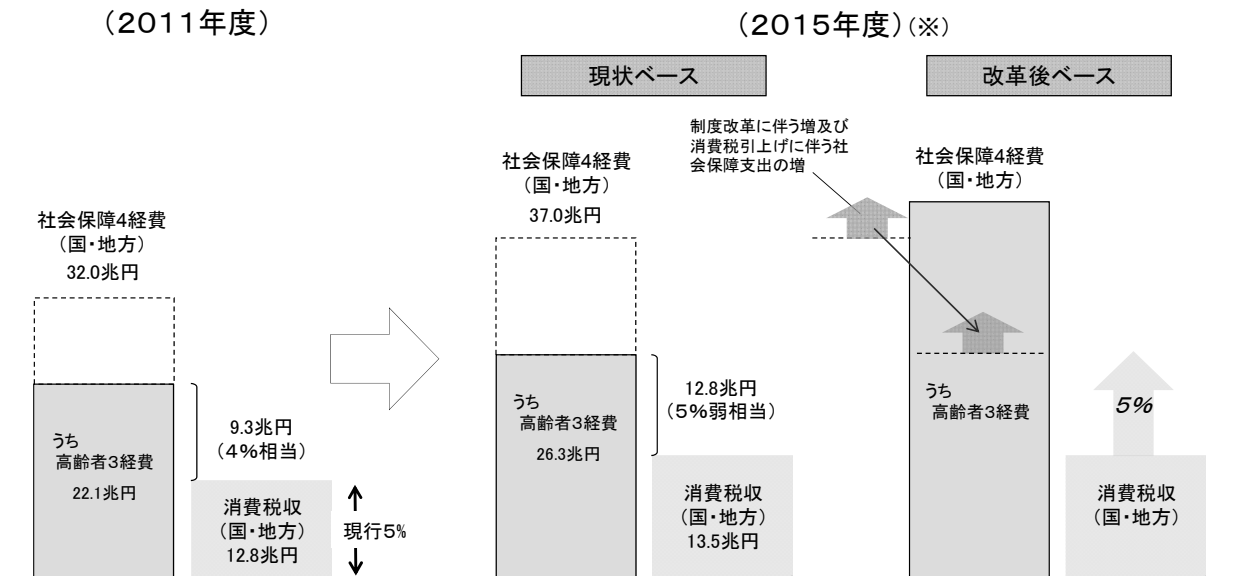 （2011年度）
（2015年度）（※）
現状ベース
改革後ベース
制度改革に伴う増及び
消費税引上げに伴う社
会保障支出の増
社会保障4経費
（国・地方）
32.0兆円
うち
高齢者3経費
22.1兆円
9.3兆円
（4％相当）
消費税収
（国・地方）
12.8兆円
現行5%
社会保障4経費
（国・地方）
37.0兆円
うち
高齢者3経費
26.3兆円
12.8兆円
（5％弱相当）
消費税収
（国・地方）
13.5兆円
社会保障4経費
（国・地方）
うち
高齢者3経費
5%
消費税収
（国・地方）